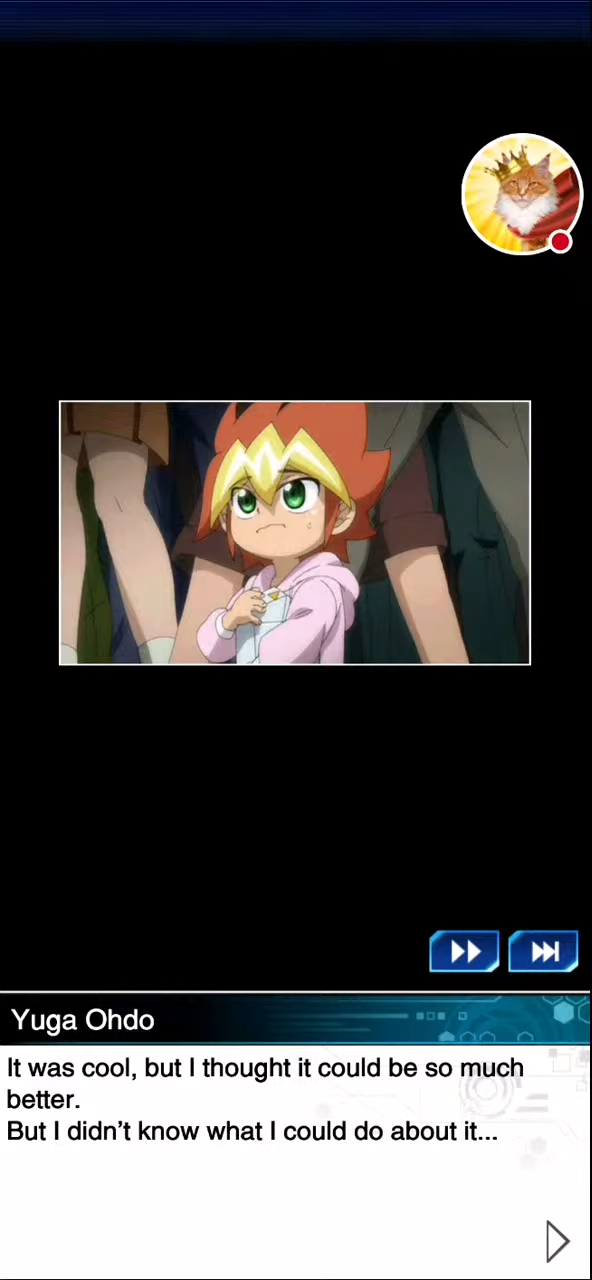 Yuga Ohdo
It was cool, but I thought it could be so much
better.
But I didn’t know what I could do about it...